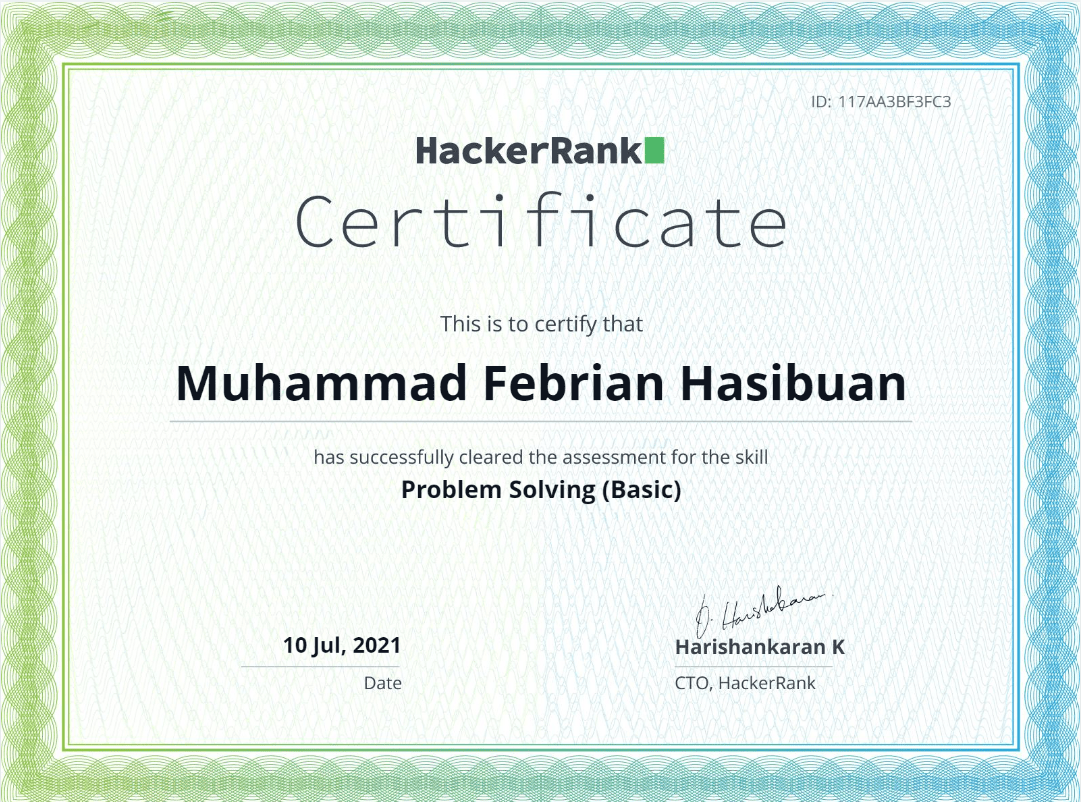 ID: 117AA3BF3FC3
HackerRank
Certificate
This is to certify that
Muhammad Febrian Hasibuan
has successfully cleared the assessment for the skill
Problem Solving (Basic)
10 Jul, 2021
Date
Harishankaran K
CTO, HackerRank